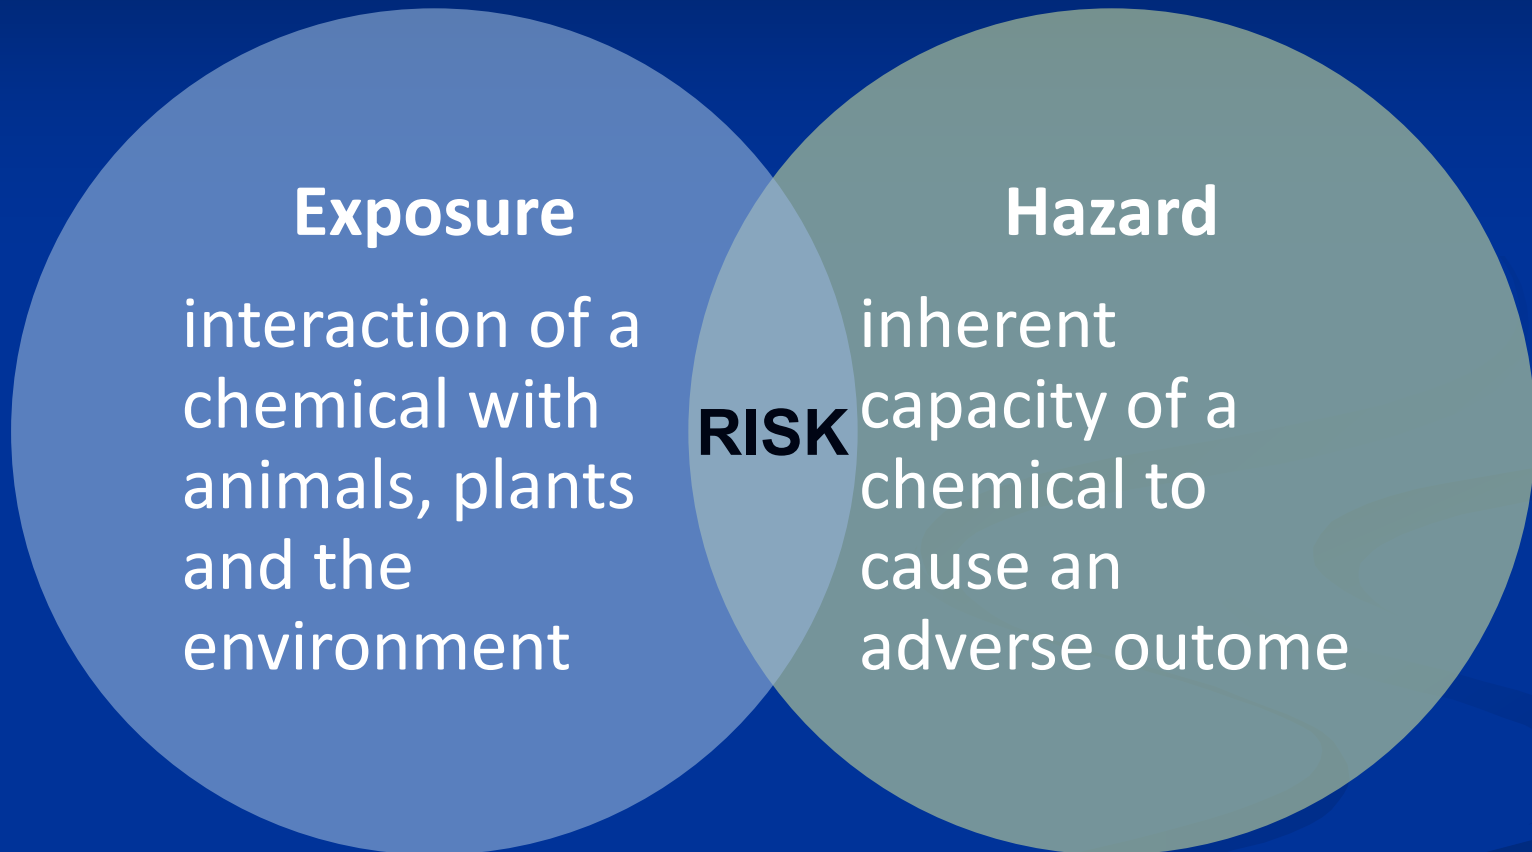 Exposure
interaction of a
chemical with
animals, plants
and the
environment
RISK
Hazard
inherent
capacity of a
chemical to
cause an
adverse outome